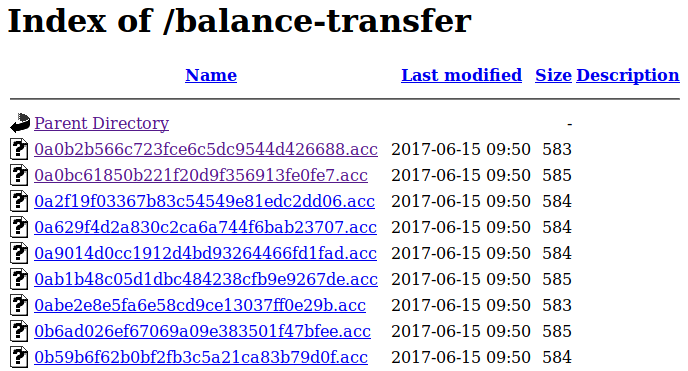 Index of /balance-transfer
Name Last modified Size Description
Parent Directory -
0a0b2b566c723fce6c5dc9544d426688.acc 2017-06-15 09:50 583
0a0bc61850b221f20d9f356913fe0fe7.acc 2017-06-15 09:50 585
0a2f19f03367b83c54549e81edc2dd06.acc 2017-06-15 09:50 584
0a629f4d2a830c2ca6a744f6bab23707.acc 2017-06-15 09:50 584
0a9014d0cc1912d4bd93264466fd1fad.acc 2017-06-15 09:50 584
0ab1b48c05d1dbc484238cfb9e9267de.acc 2017-06-15 09:50 585
0abe2e8e5fa6e58cd9ce13037ff0e29b.acc 2017-06-15 09:50 583
0b6ad026ef67069a09e383501f47bfee.acc 2017-06-15 09:50 585
0b59b6f62b0bf2fb3c5a21ca83b79d0f.acc 2017-06-15 09:50 584